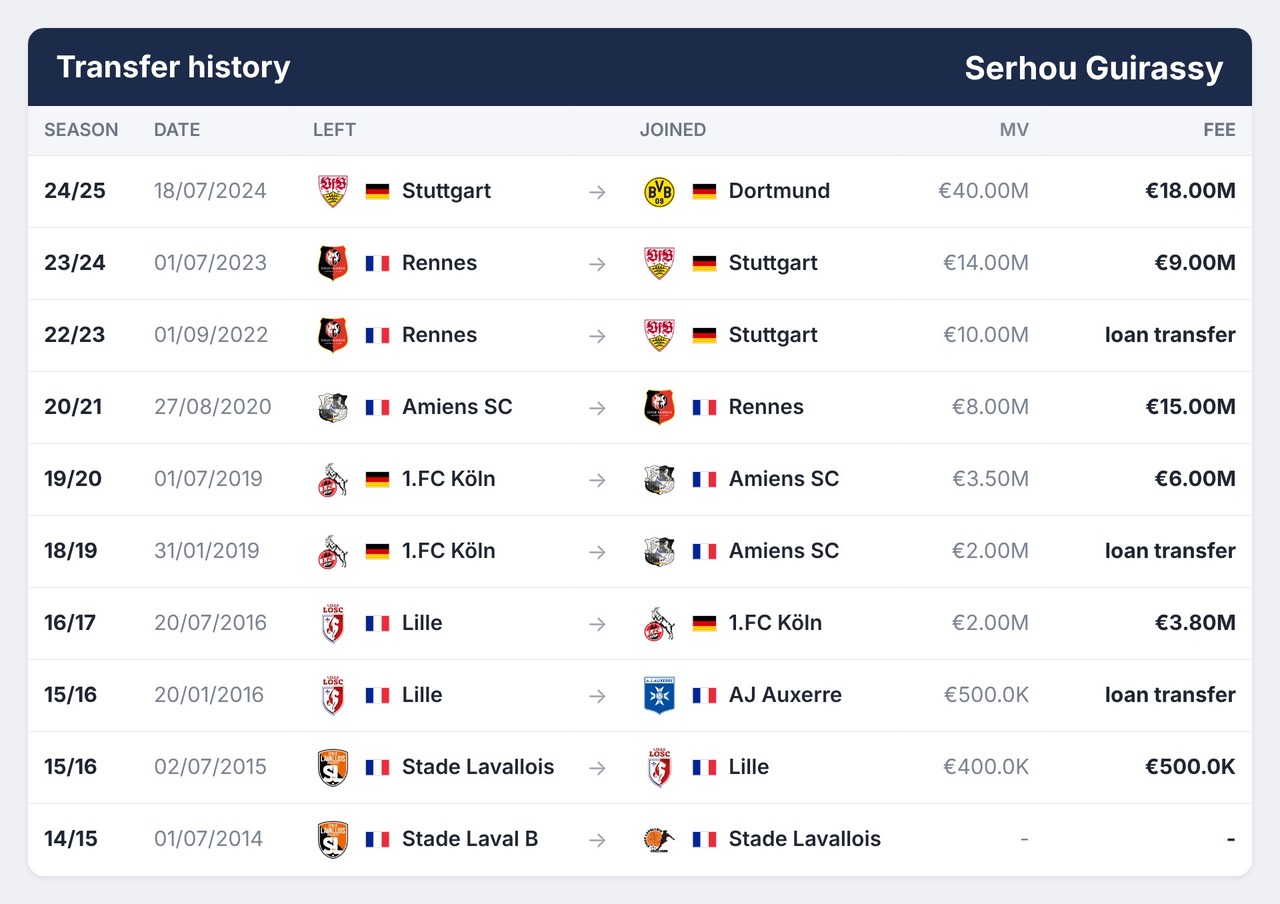 Transfer history Serhou Guirassy
SEASON DATE LEFT JOINED MV FEE
24/25 18/07/2024 Stuttgart → BVB 09 Dortmund €40.00M €18.00M
23/24 01/07/2023 Rennes → Stuttgart €14.00M €9.00M
22/23 01/09/2022 Rennes → Stuttgart €10.00M loan transfer
20/21 27/08/2020 Amiens SC → Rennes €8.00M €15.00M
19/20 01/07/2019 1.FC Köln → Amiens SC €3.50M €6.00M
18/19 31/01/2019 1.FC Köln → Amiens SC €2.00M loan transfer
16/17 20/07/2016 LOSC Lille → 1.FC Köln €2.00M €3.80M
15/16 20/01/2016 LOSC Lille → AJ Auxerre €500.0K loan transfer
15/16 02/07/2015 Stade Lavallois → LOSC Lille €400.0K €500.0K
14/15 01/07/2014 Stade Laval B → Stade Lavallois - -